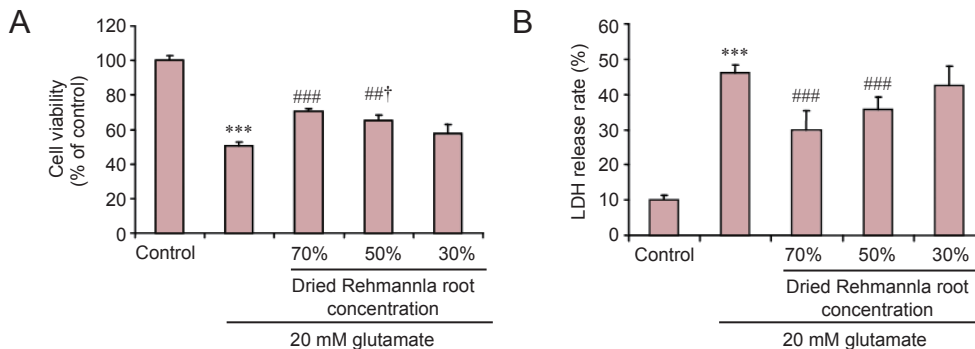 A
Cell viability
(% of control)
120
100
80
60
40
20
0
***
###
##†
Control
70%
50%
30%
Dried Rehmannla root
concentration
20 mM glutamate
B
LDH release rate (%)
60
50
40
30
20
10
0
***
###
###
Control
70%
50%
30%
Dried Rehmannla root
concentration
20 mM glutamate